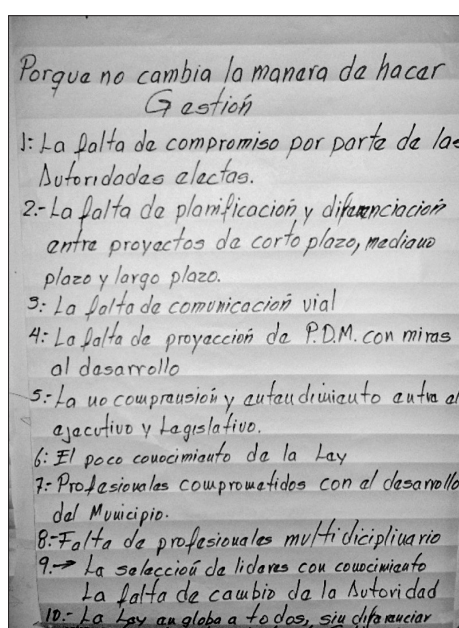 Porque no cambia la manera de hacer
Gestión
1: La falta de compromiso por parte de las
Autoridades electas.
2.- La falta de planificación y diferenciación
entre proyectos de corto plazo, mediano
plazo y largo plazo.
3: La falta de comunicación vial
4: La falta de proyección de P.D.M. con miras
al desarrollo
5.- La no comprensión y entendimiento entre el
ejecutivo y Legislativo.
6: El poco conocimiento de la Ley
7.- Profesionales comprometidos con el desarrollo
del Municipio.
8.- Falta de profesionales multidiciplinario
9.→ La selección de lideres con conocimiento
La falta de cambio de la Autoridad
10.- La Ley an globa a todos, sin diferenciar